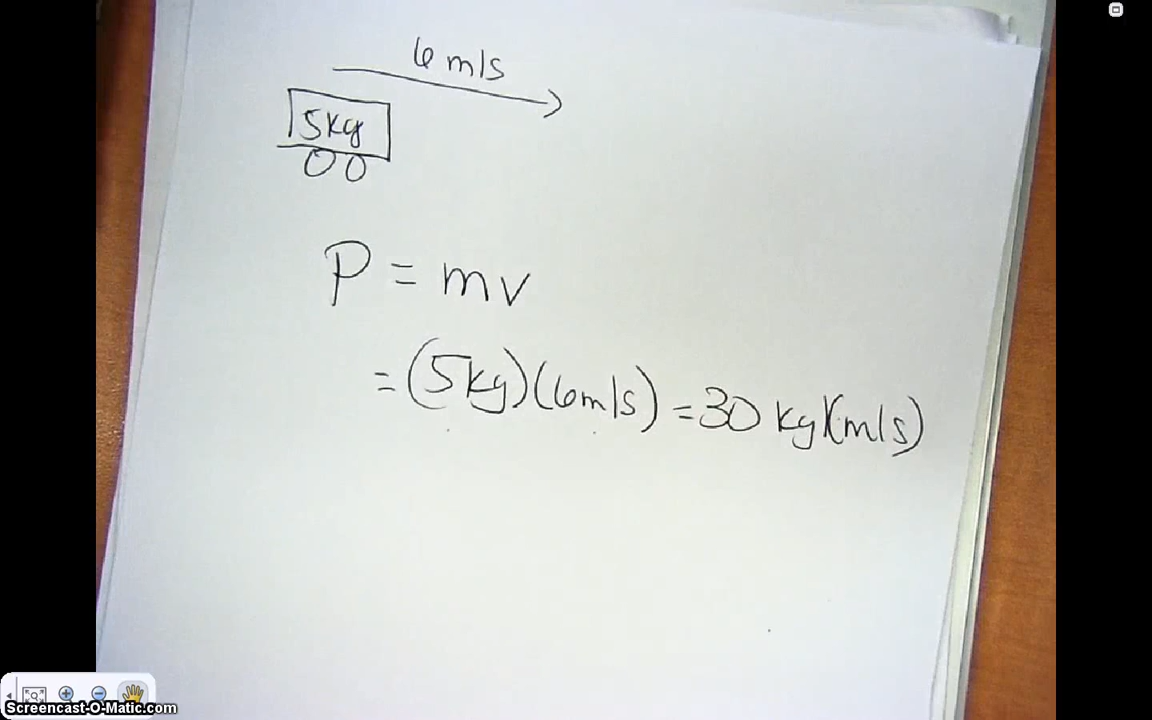 6 m/s
5kg
P = mv
= (5kg)(6m/s) = 30 kg(m/s)
Screencast-O-Matic.com